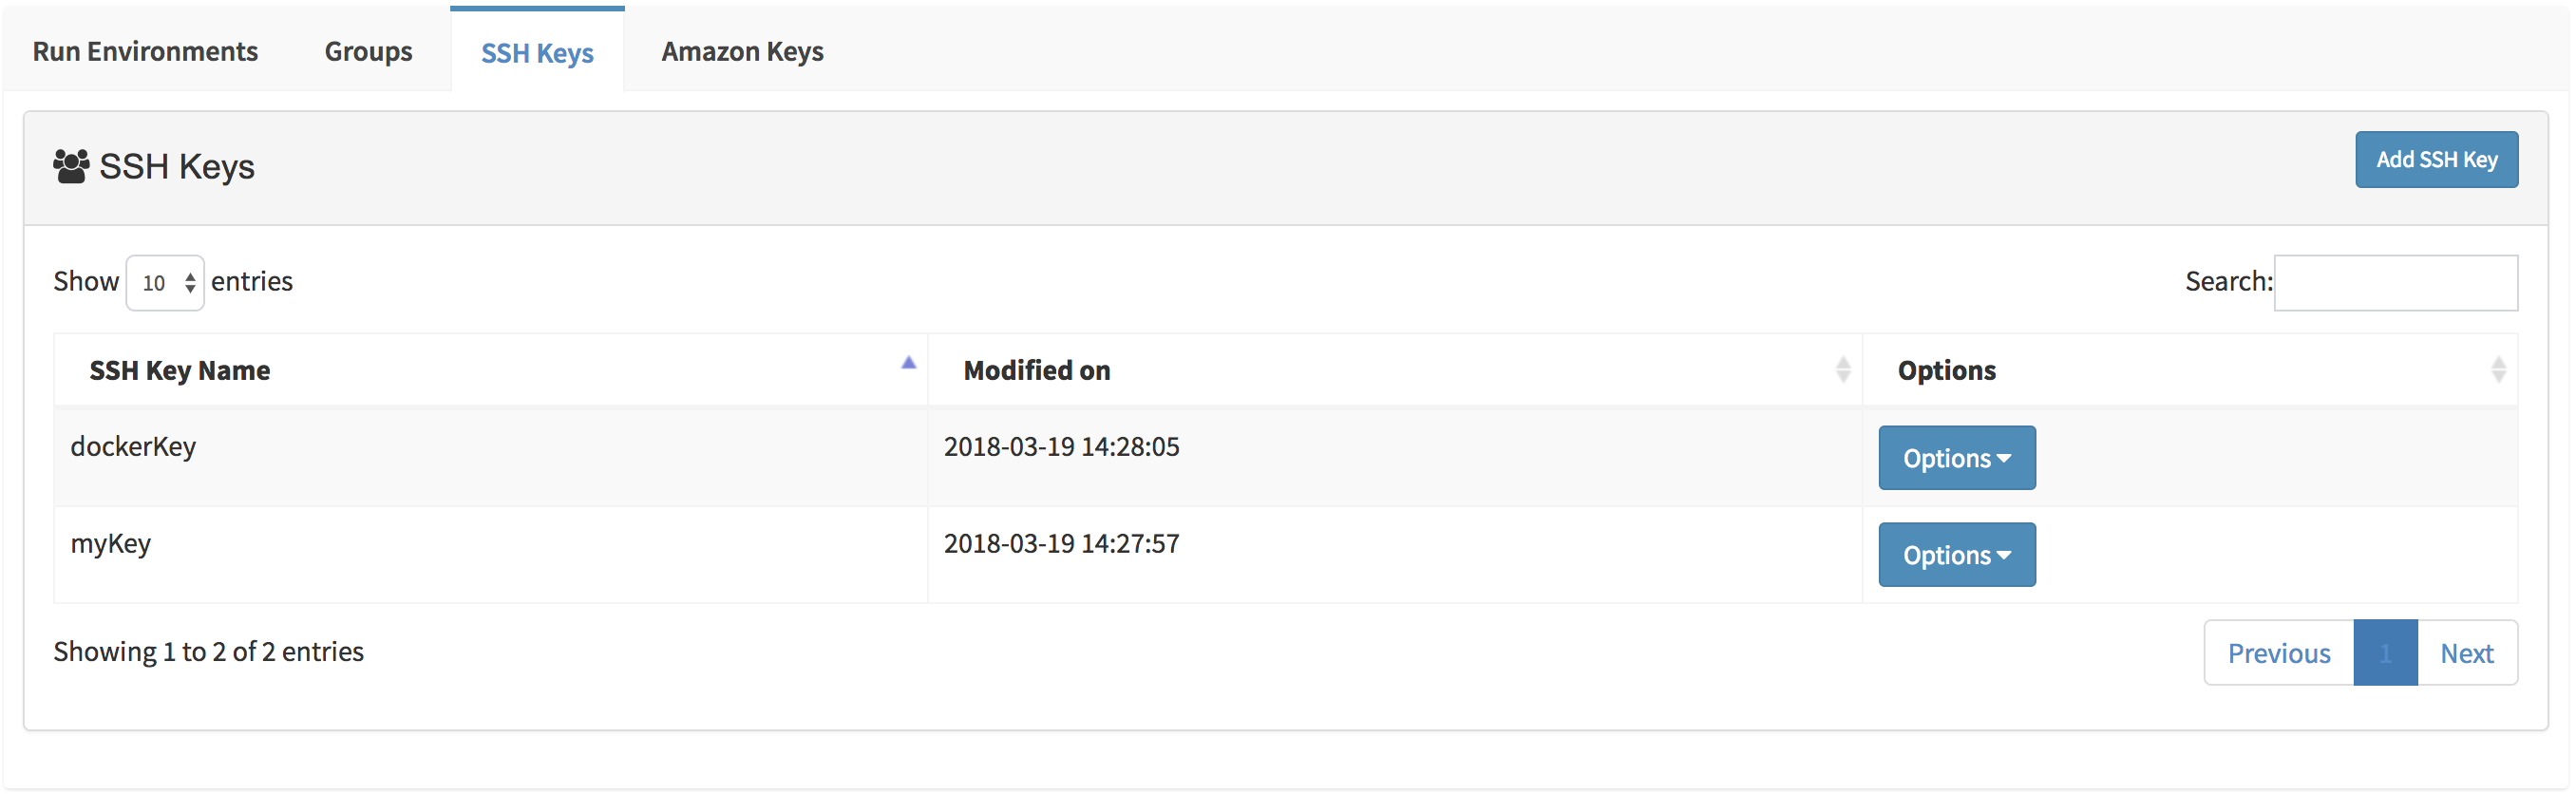 Run Environments Groups SSH Keys Amazon Keys
SSH Keys Add SSH Key
Show 10 entries Search:
SSH Key Name Modified on Options
dockerKey 2018-03-19 14:28:05 Options
myKey 2018-03-19 14:27:57 Options
Showing 1 to 2 of 2 entries Previous 1 Next